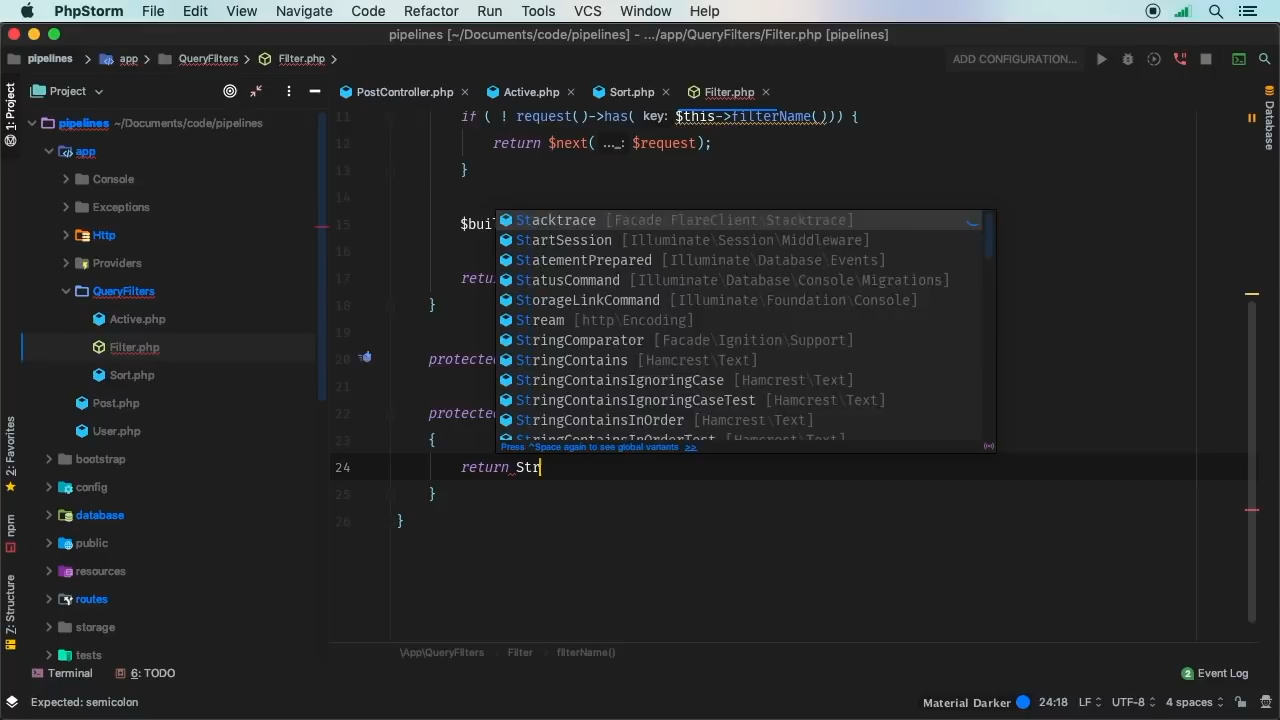 PhpStorm File Edit View Navigate Code Refactor Run Tools VCS Window Help
pipelines [~/Documents/code/pipelines] - .../app/QueryFilters/Filter.php [pipelines]
pipelines app QueryFilters Filter.php ADD CONFIGURATION...
1: Project
Project
PostController.php Active.php Sort.php Filter.php
Database
pipelines ~/Documents/code/pipelines
app
Console
Exceptions
Http
Providers
QueryFilters
Active.php
Filter.php
Sort.php
Post.php
User.php
bootstrap
config
database
public
resources
routes
storage
tests
2: Favorites
npm
7: Structure
11 if ( ! request()->has( key: $this->filterName())) {
12 return $next( ..._: $request);
13 }
14
15 $bui
16
17 retu
18 }
19
20 protected
21
22 protected
23 {
24 return Str
25 }
26 }
Stacktrace [Facade\FlareClient\Stacktrace]
StartSession [Illuminate\Session\Middleware]
StatementPrepared [Illuminate\Database\Events]
StatusCommand [Illuminate\Database\Console\Migrations]
StorageLinkCommand [Illuminate\Foundation\Console]
Stream [http\Encoding]
StringComparator [Facade\Ignition\Support]
StringContains [Hamcrest\Text]
StringContainsIgnoringCase [Hamcrest\Text]
StringContainsIgnoringCaseTest [Hamcrest\Text]
StringContainsInOrder [Hamcrest\Text]
StringContainsInOrderTest [Hamcrest\Text]
Press ^Space again to see global variants >>
\App\QueryFilters Filter filterName()
Terminal 6: TODO 2 Event Log
Expected: semicolon Material Darker 24:18 LF UTF-8 4 spaces